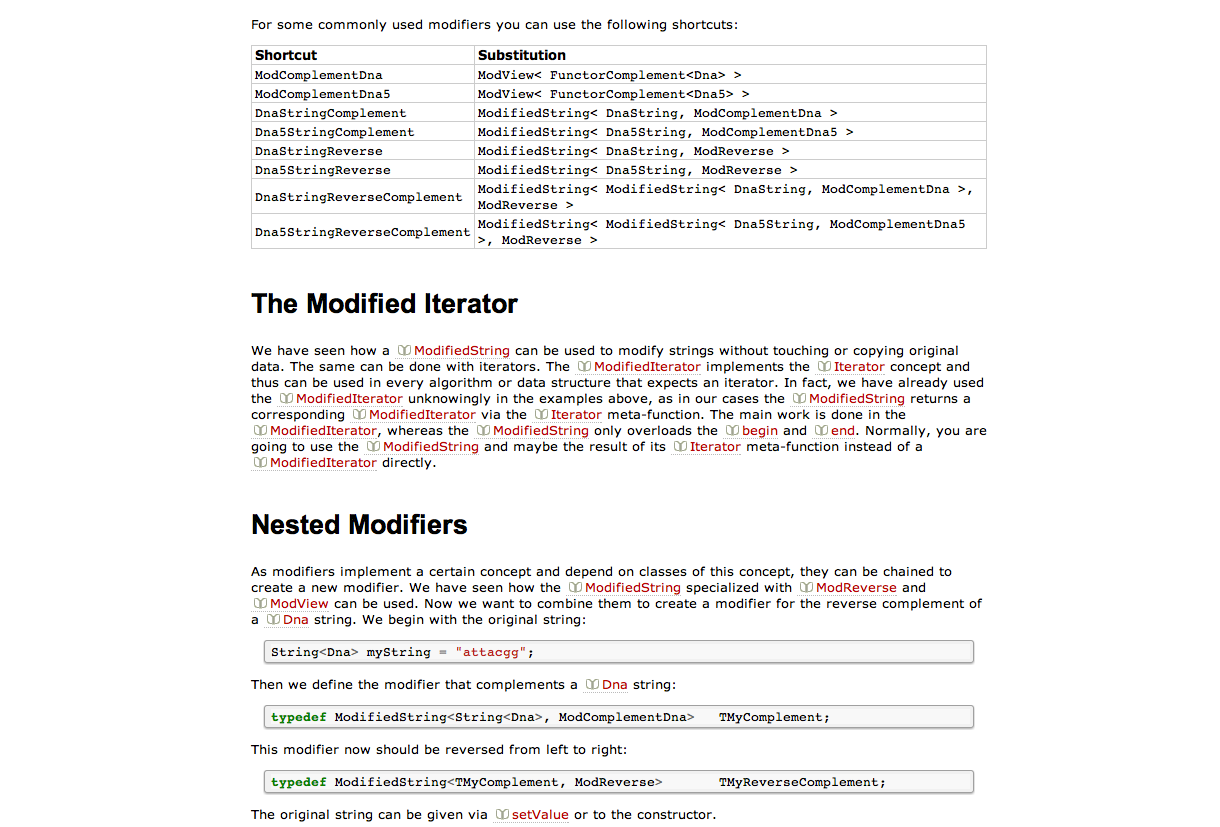 For some commonly used modifiers you can use the following shortcuts:
Shortcut Substitution
ModComplementDna ModView< FunctorComplement<Dna> >
ModComplementDna5 ModView< FunctorComplement<Dna5> >
DnaStringComplement ModifiedString< DnaString, ModComplementDna >
Dna5StringComplement ModifiedString< Dna5String, ModComplementDna5 >
DnaStringReverse ModifiedString< DnaString, ModReverse >
Dna5StringReverse ModifiedString< Dna5String, ModReverse >
DnaStringReverseComplement ModifiedString< ModifiedString< DnaString, ModComplementDna >,
ModReverse >
Dna5StringReverseComplement ModifiedString< ModifiedString< Dna5String, ModComplementDna5
>, ModReverse >
The Modified Iterator
We have seen how a ModifiedString can be used to modify strings without touching or copying original
data. The same can be done with iterators. The ModifiedIterator implements the Iterator concept and
thus can be used in every algorithm or data structure that expects an iterator. In fact, we have already used
the ModifiedIterator unknowingly in the examples above, as in our cases the ModifiedString returns a
corresponding ModifiedIterator via the Iterator meta-function. The main work is done in the
ModifiedIterator, whereas the ModifiedString only overloads the begin and end. Normally, you are
going to use the ModifiedString and maybe the result of its Iterator meta-function instead of a
ModifiedIterator directly.
Nested Modifiers
As modifiers implement a certain concept and depend on classes of this concept, they can be chained to
create a new modifier. We have seen how the ModifiedString specialized with ModReverse and
ModView can be used. Now we want to combine them to create a modifier for the reverse complement of
a Dna string. We begin with the original string:
String<Dna> myString = "attacgg";
Then we define the modifier that complements a Dna string:
typedef ModifiedString<String<Dna>, ModComplementDna> TMyComplement;
This modifier now should be reversed from left to right:
typedef ModifiedString<TMyComplement, ModReverse> TMyReverseComplement;
The original string can be given via setValue or to the constructor.